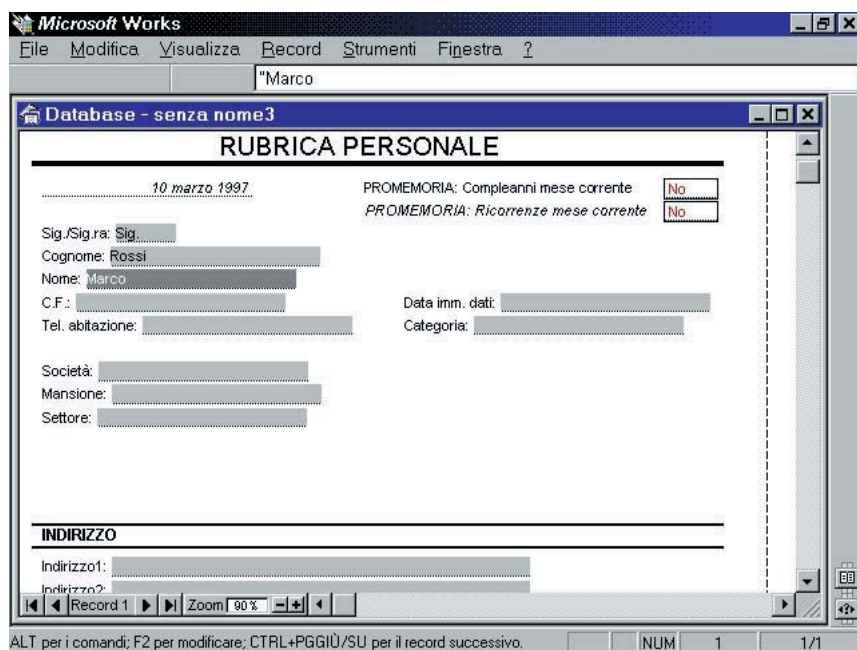 Microsoft Works
File Modifica Visualizza Record Strumenti Finestra ?
"Marco
Database - senza nome3
RUBRICA PERSONALE
10 marzo 1997 PROMEMORIA: Compleanni mese corrente No
PROMEMORIA: Ricorrenze mese corrente No
Sig./Sig.ra: Sig.
Cognome: Rossi
Nome: Marco
C.F.: Data imm. dati:
Tel. abitazione: Categoria:
Società:
Mansione:
Settore:
INDIRIZZO
Indirizzo1:
Indirizzo2:
Record 1 Zoom 90%
ALT per i comandi; F2 per modificare; CTRL+PGGIÙ/SU per il record successivo. NUM 1 1/1